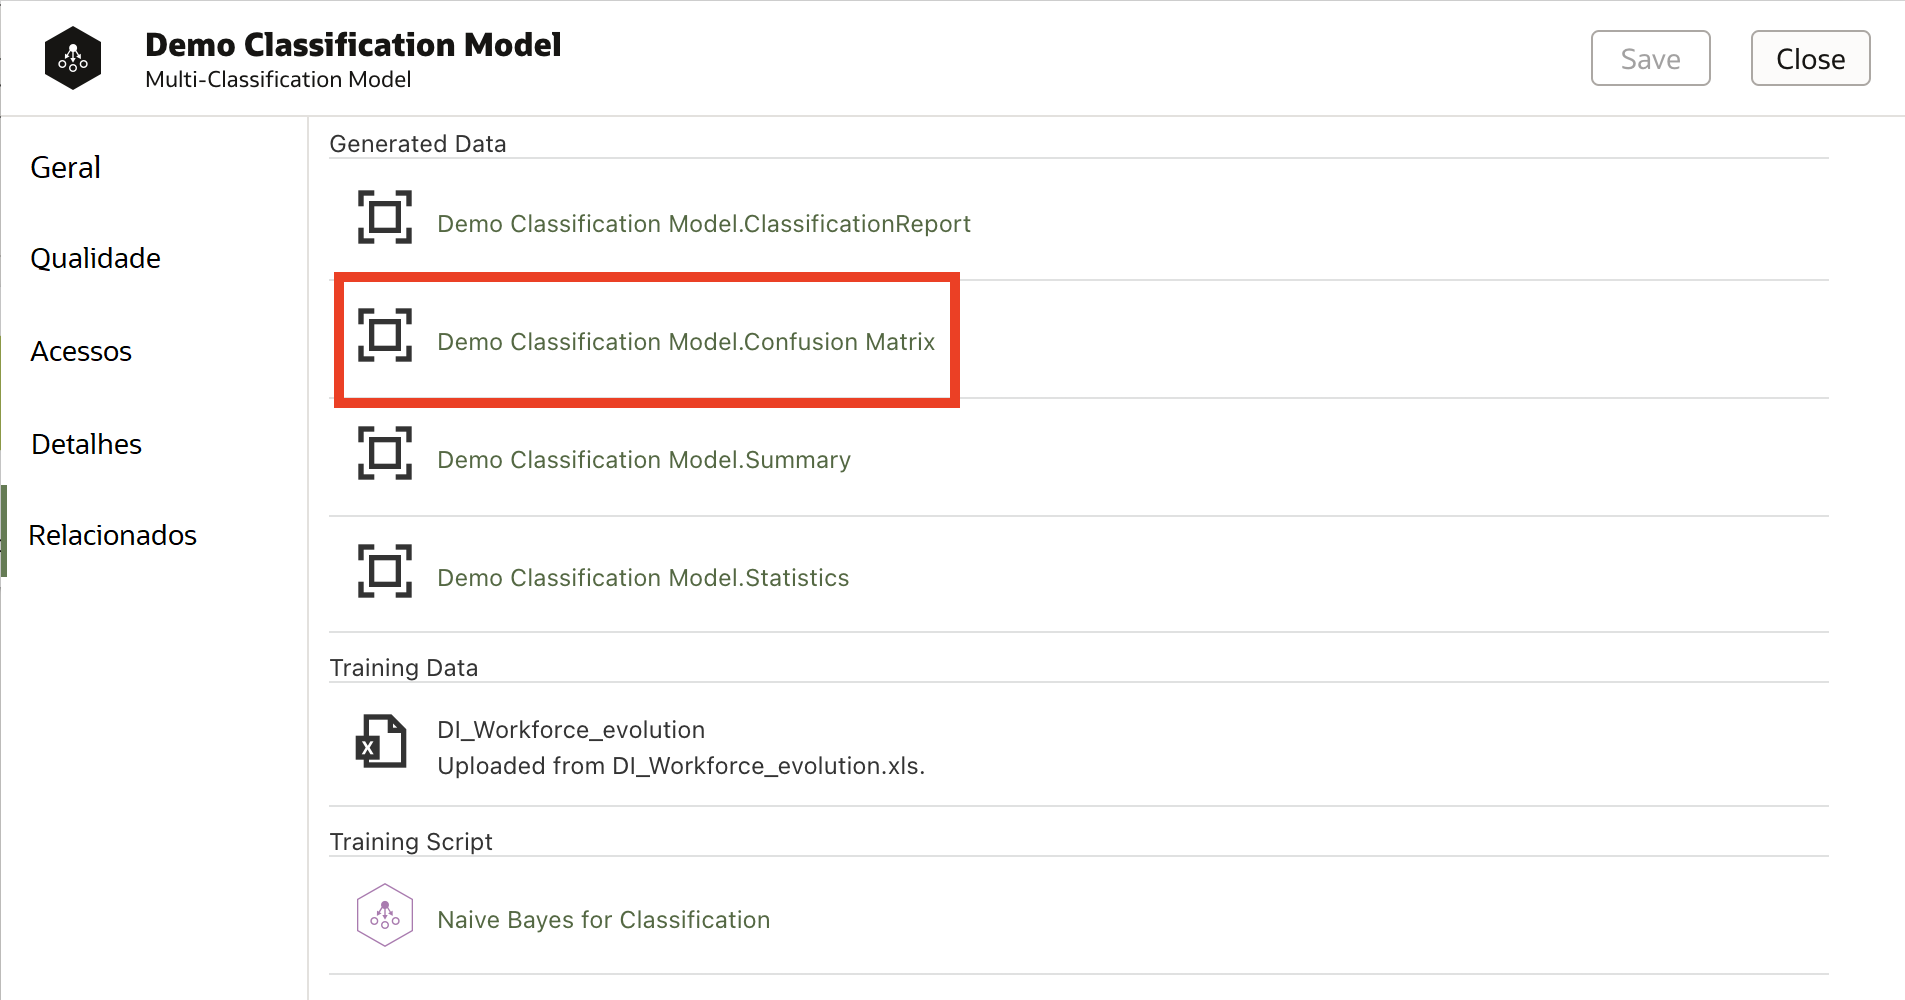 Demo Classification Model
Multi-Classification Model
Save
Close
Geral
Qualidade
Acessos
Detalhes
Relacionados
Generated Data
Demo Classification Model.ClassificationReport
Demo Classification Model.Confusion Matrix
Demo Classification Model.Summary
Demo Classification Model.Statistics
Training Data
X
DI_Workforce_evolution
Uploaded from DI_Workforce_evolution.xls.
Training Script
Naive Bayes for Classification